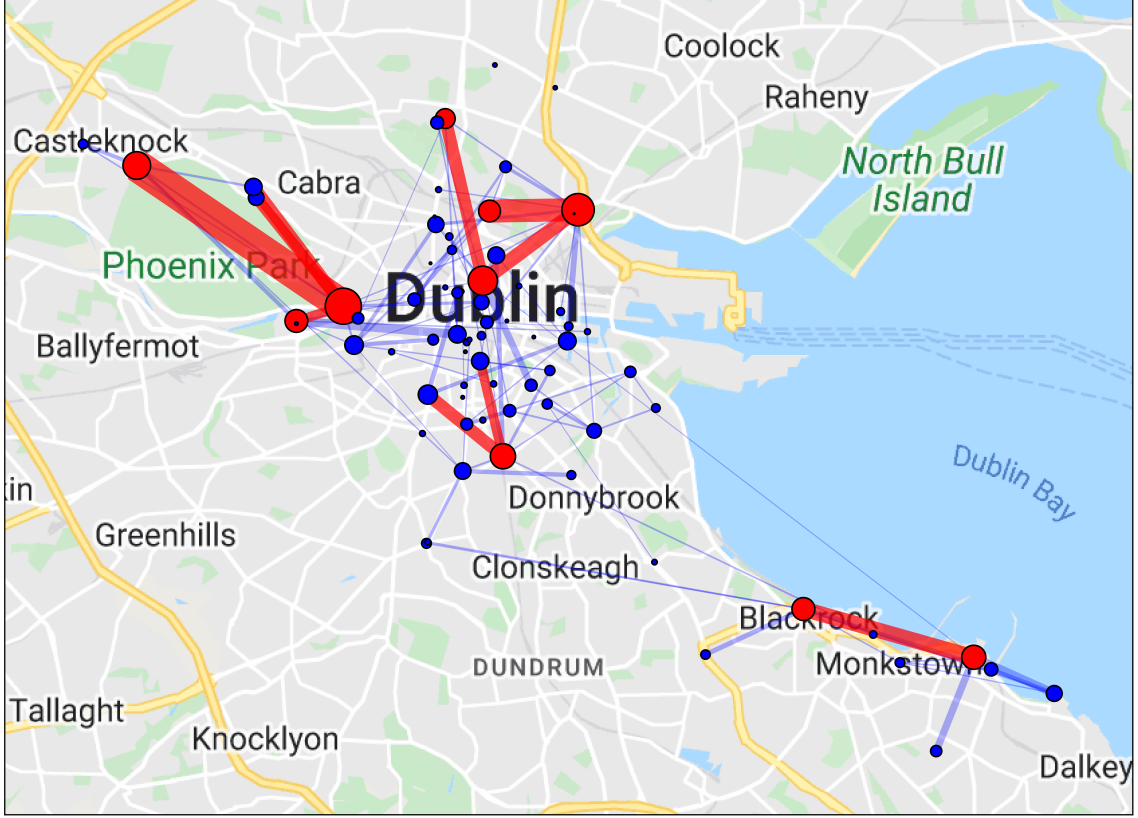 Coolock
Raheny
Castleknock
North Bull
Island
Cabra
Phoenix Park
Dublin
Ballyfermot
Dublin Bay
in
Donnybrook
Greenhills
Clonskeagh
Blackrock
DUNDRUM
Monkstown
Tallaght
Knocklyon
Dalkey